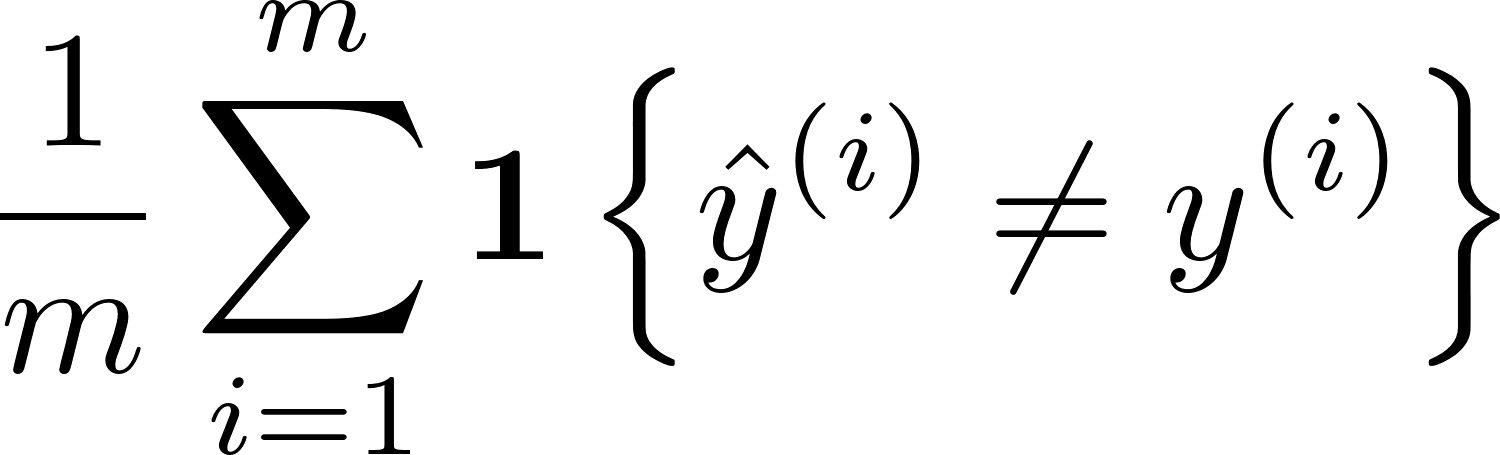 \frac{1}{m} \sum_{i=1}^{m} \mathbf{1} \left\{ \hat{y}^{(i)} \neq y^{(i)} \right\}